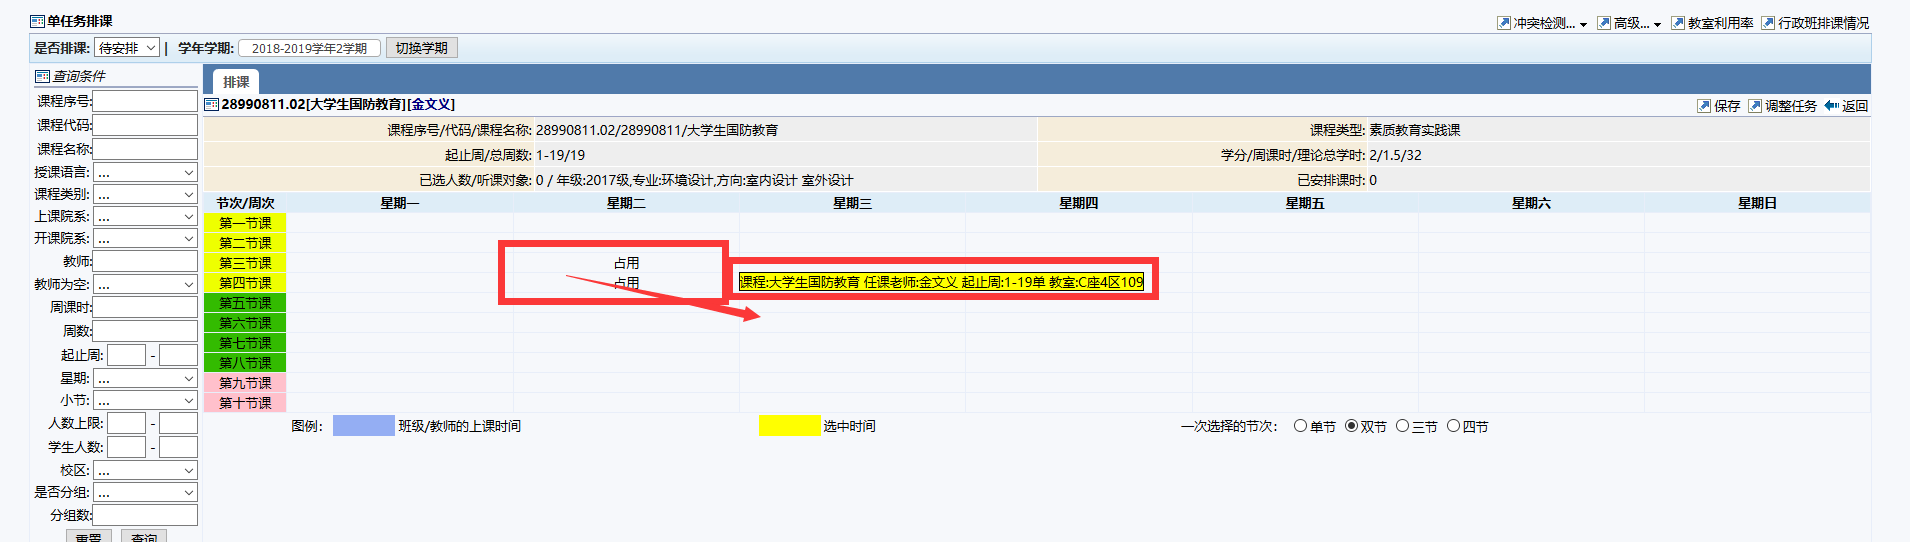 单任务排课
冲突检测... 高级... 教室利用率 行政班排课情况
是否排课: 待安排 | 学年学期: 2018-2019学年2学期 切换学期
查询条件
课程序号:
课程代码:
课程名称:
授课语言: ...
课程类别: ...
上课院系: ...
开课院系: ...
教师:
教师为空: ...
周课时:
周数:
起止周: -
星期: ...
小节: ...
人数上限: -
学生人数: -
校区: ...
是否分组: ...
分组数:
重置 查询
排课
28990811.02[大学生国防教育][金文义]
保存 调整任务 返回
课程序号/代码/课程名称: 28990811.02/28990811/大学生国防教育 课程类型: 素质教育实践课
起止周/总周数: 1-19/19 学分/周课时/理论总学时: 2/1.5/32
已选人数/听课对象: 0 / 年级:2017级,专业:环境设计,方向:室内设计 室外设计 已安排课时: 0
节次/周次 星期一 星期二 星期三 星期四 星期五 星期六 星期日
第一节课
第二节课
第三节课 占用
第四节课 占用 课程:大学生国防教育 任课老师:金文义 起止周:1-19单 教室:C座4区109
第五节课
第六节课
第七节课
第八节课
第九节课
第十节课
图例: 班级/教师的上课时间 选中时间 一次选择的节次: 单节 双节 三节 四节